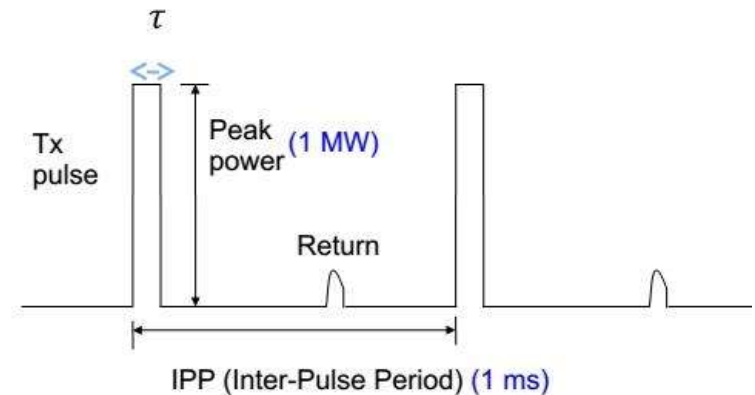 τ
Tx
pulse
Peak
power (1 MW)
Return
IPP (Inter-Pulse Period) (1 ms)